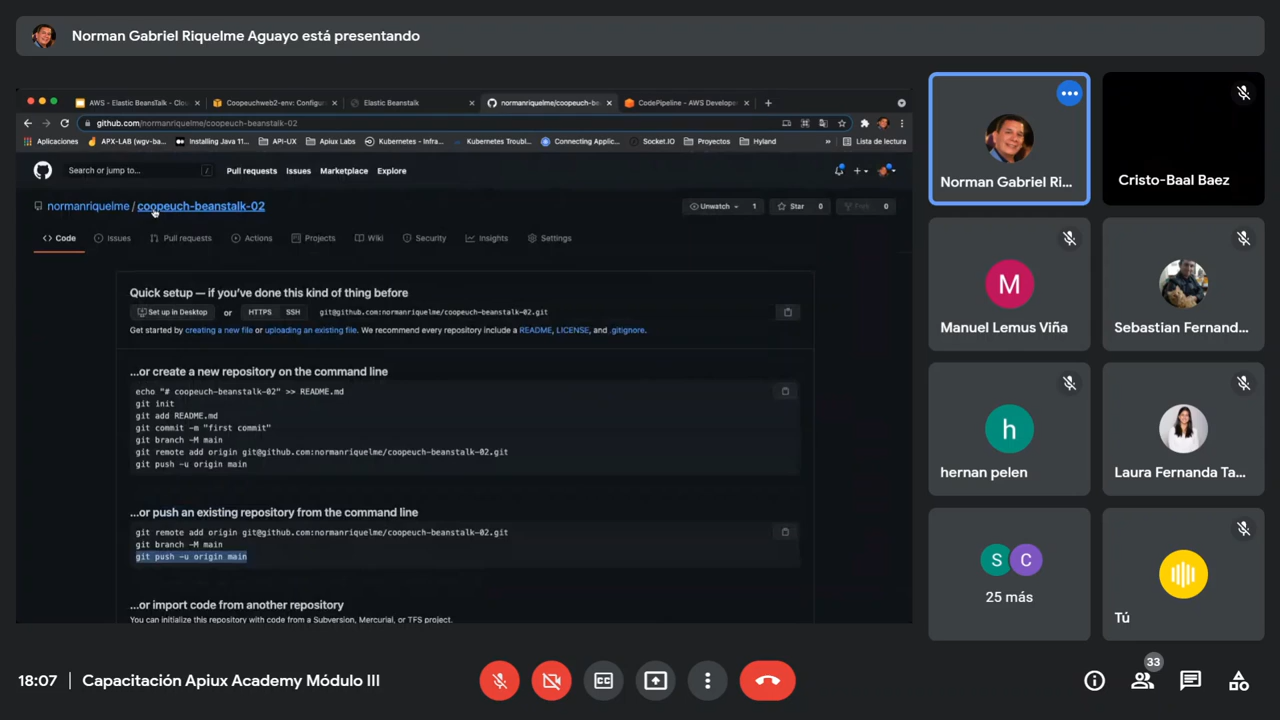 Norman Gabriel Riquelme Aguayo está presentando
AWS - Elastic BeansTalk - Clou
Coopeuchweb2-env: Configur
Elastic Beanstalk
normanriquelme/coopeuch-be
CodePipeline - AWS Develope
github.com/normanriquelme/coopeuch-beanstalk-02
Aplicaciones
APX-LAB (wgv-ba...
Installing Java 11...
API-UX
Apiux Labs
Kubernetes - Infra...
Kubernetes Troubl...
Connecting Applic...
Socket.IO
Proyectos
Hyland
»
Lista de lectura
Search or jump to...
/
Pull requests
Issues
Marketplace
Explore
normanriquelme / coopeuch-beanstalk-02
Unwatch
1
Star
0
Fork
0
Code
Issues
Pull requests
Actions
Projects
Wiki
Security
Insights
Settings
Quick setup — if you've done this kind of thing before
Set up in Desktop
or
HTTPS
SSH
git@github.com:normanriquelme/coopeuch-beanstalk-02.git
Get started by creating a new file or uploading an existing file. We recommend every repository include a README, LICENSE, and .gitignore.
...or create a new repository on the command line
echo "# coopeuch-beanstalk-02" >> README.md
git init
git add README.md
git commit -m "first commit"
git branch -M main
git remote add origin git@github.com:normanriquelme/coopeuch-beanstalk-02.git
git push -u origin main
...or push an existing repository from the command line
git remote add origin git@github.com:normanriquelme/coopeuch-beanstalk-02.git
git branch -M main
git push -u origin main
...or import code from another repository
You can initialize this repository with code from a Subversion, Mercurial, or TFS project.
Norman Gabriel Ri...
Cristo-Baal Baez
M
Manuel Lemus Viña
Sebastian Fernand...
h
hernan pelen
Laura Fernanda Ta...
S
C
25 más
Tú
18:07
Capacitación Apiux Academy Módulo III
33